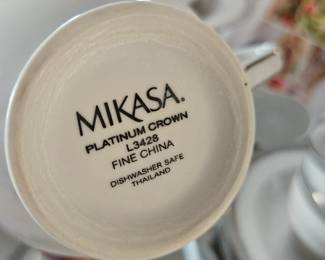 MIKASA.
PLATINUM CROWN
L3428
FINE CHINA
DISHWASHER SAFE
THAILAND